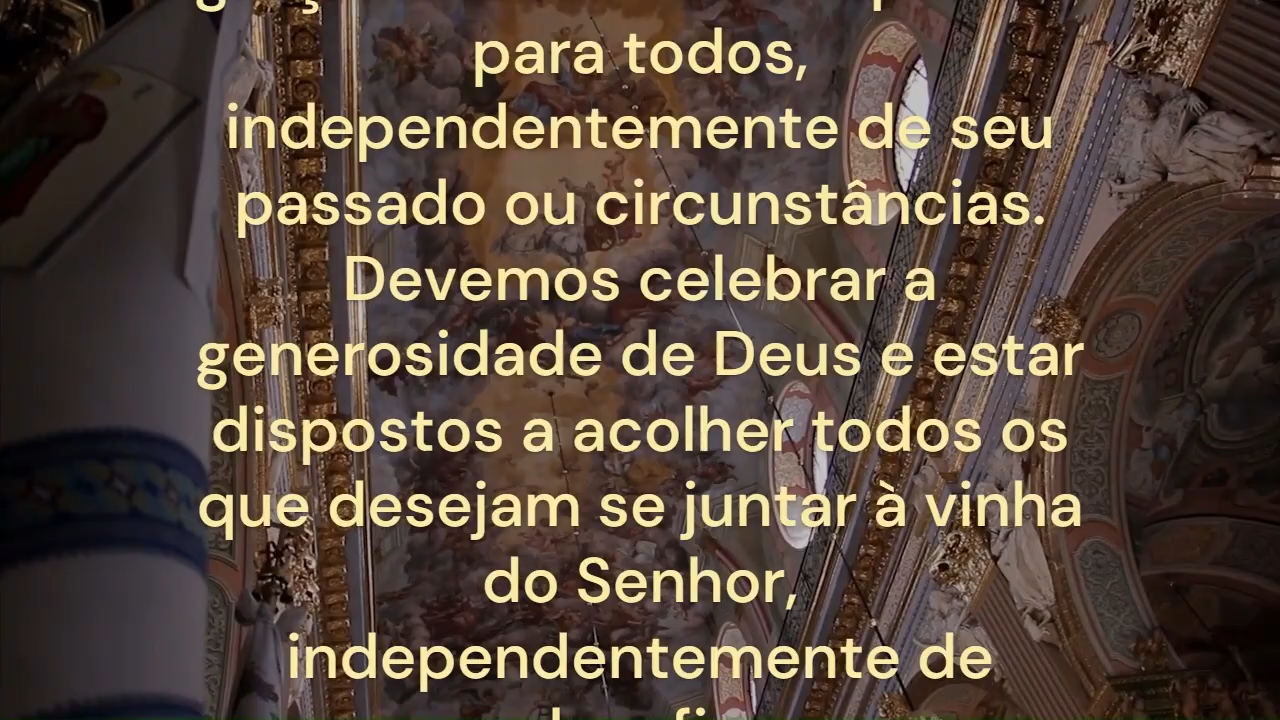 para todos,
independentemente de seu
passado ou circunstâncias.
Devemos celebrar a
generosidade de Deus e estar
dispostos a acolher todos os
que desejam se juntar à vinha
do Senhor,
independentemente de